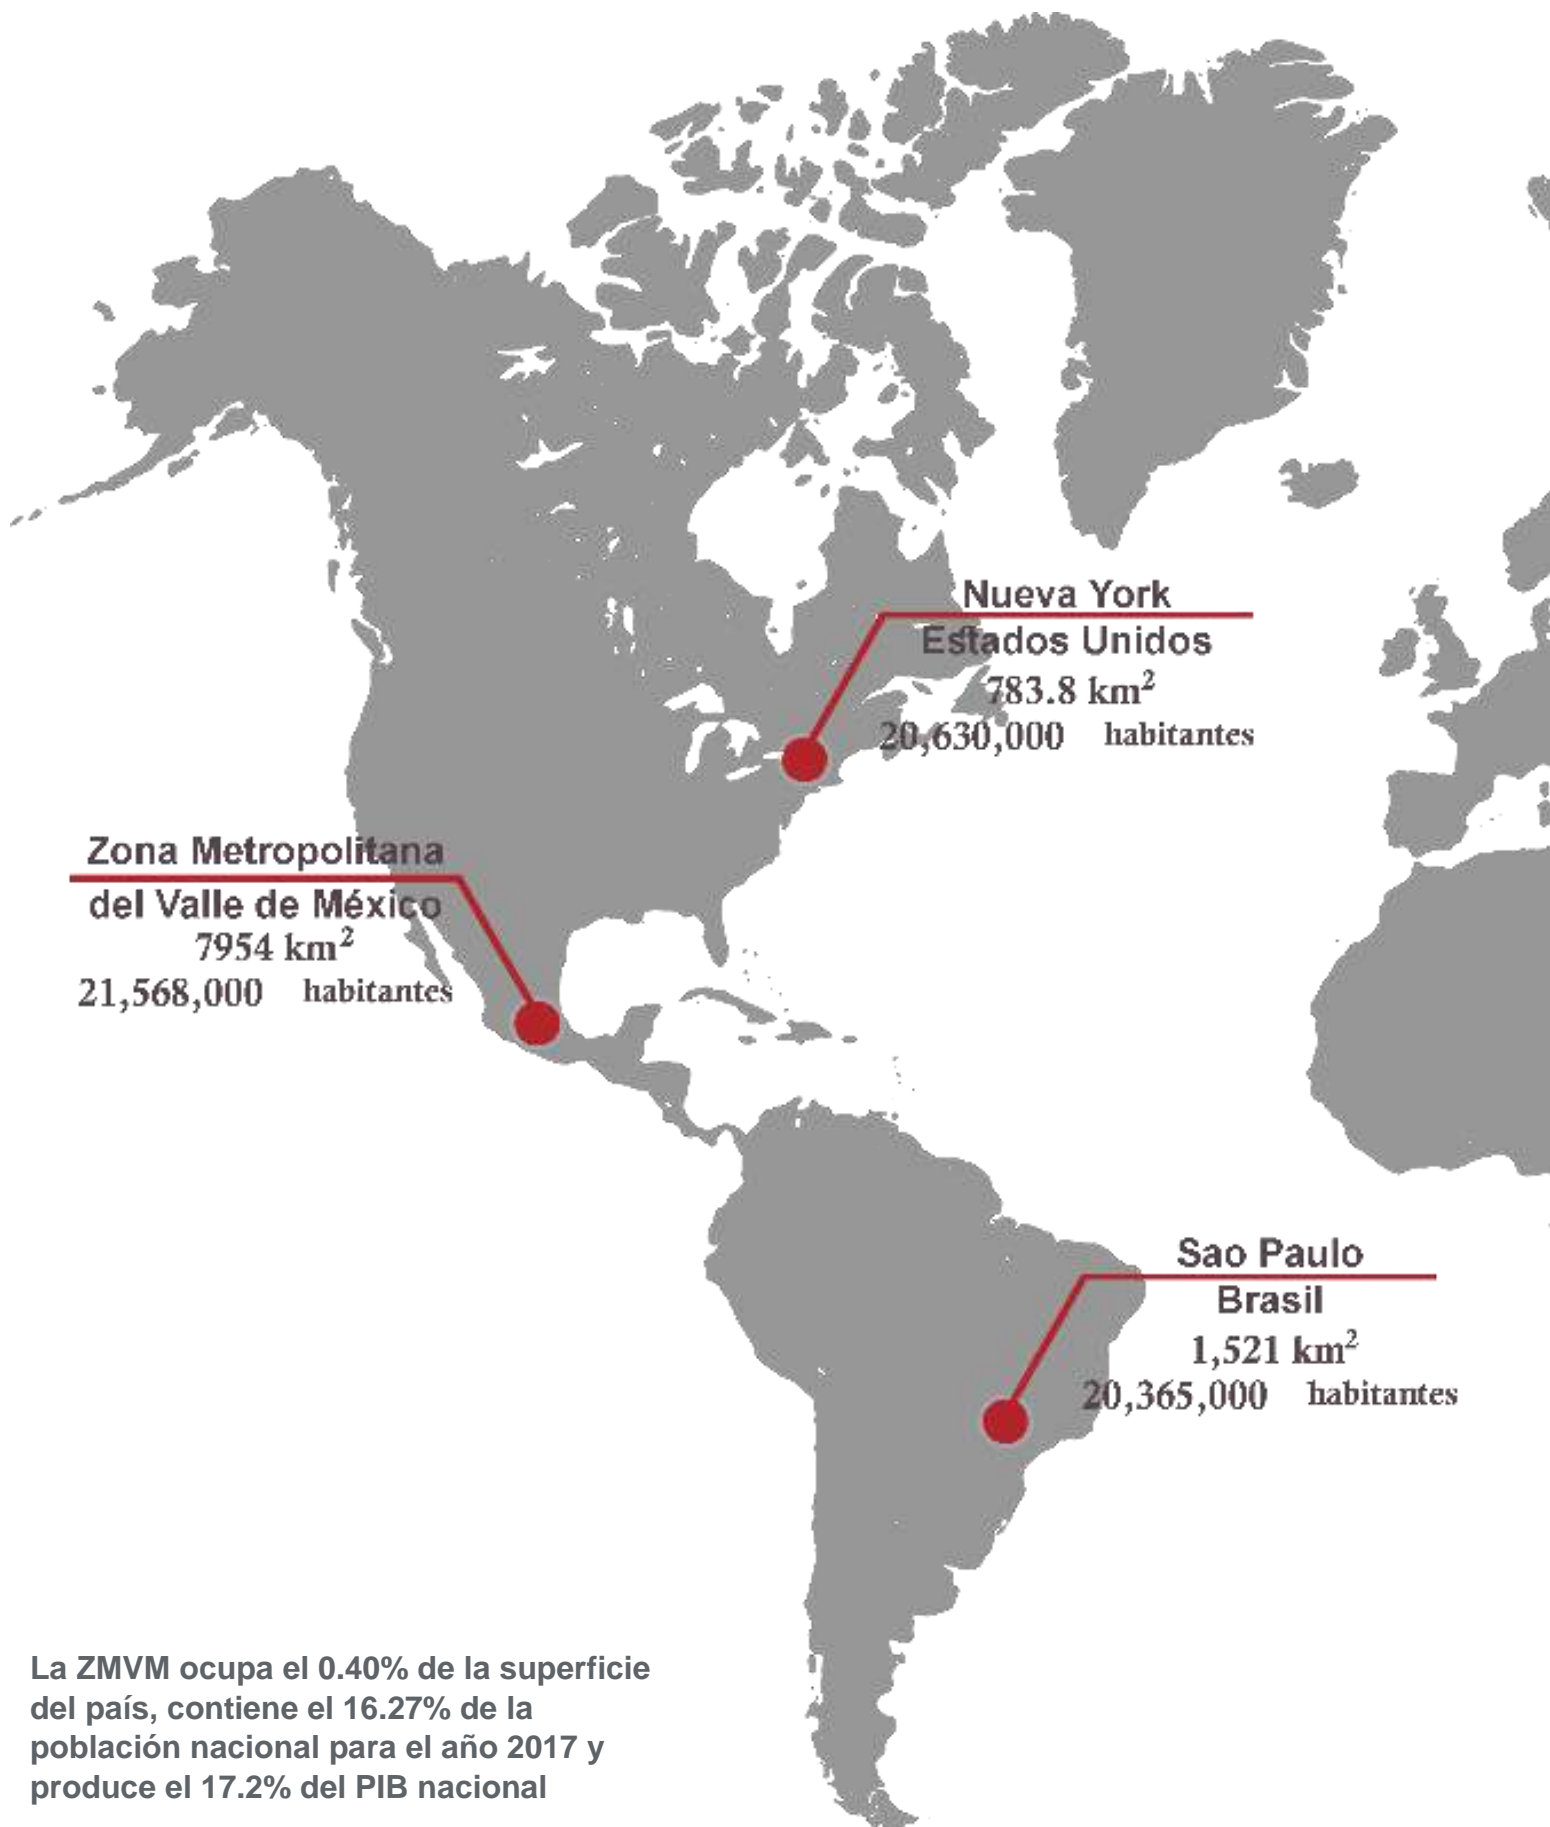 Nueva York
Estados Unidos
783.8 km²
20,630,000 habitantes
Zona Metropolitana
del Valle de México
7954 km²
21,568,000 habitantes
Sao Paulo
Brasil
1,521 km²
20,365,000 habitantes
La ZMVM ocupa el 0.40% de la superficie
del país, contiene el 16.27% de la
población nacional para el año 2017 y
produce el 17.2% del PIB nacional